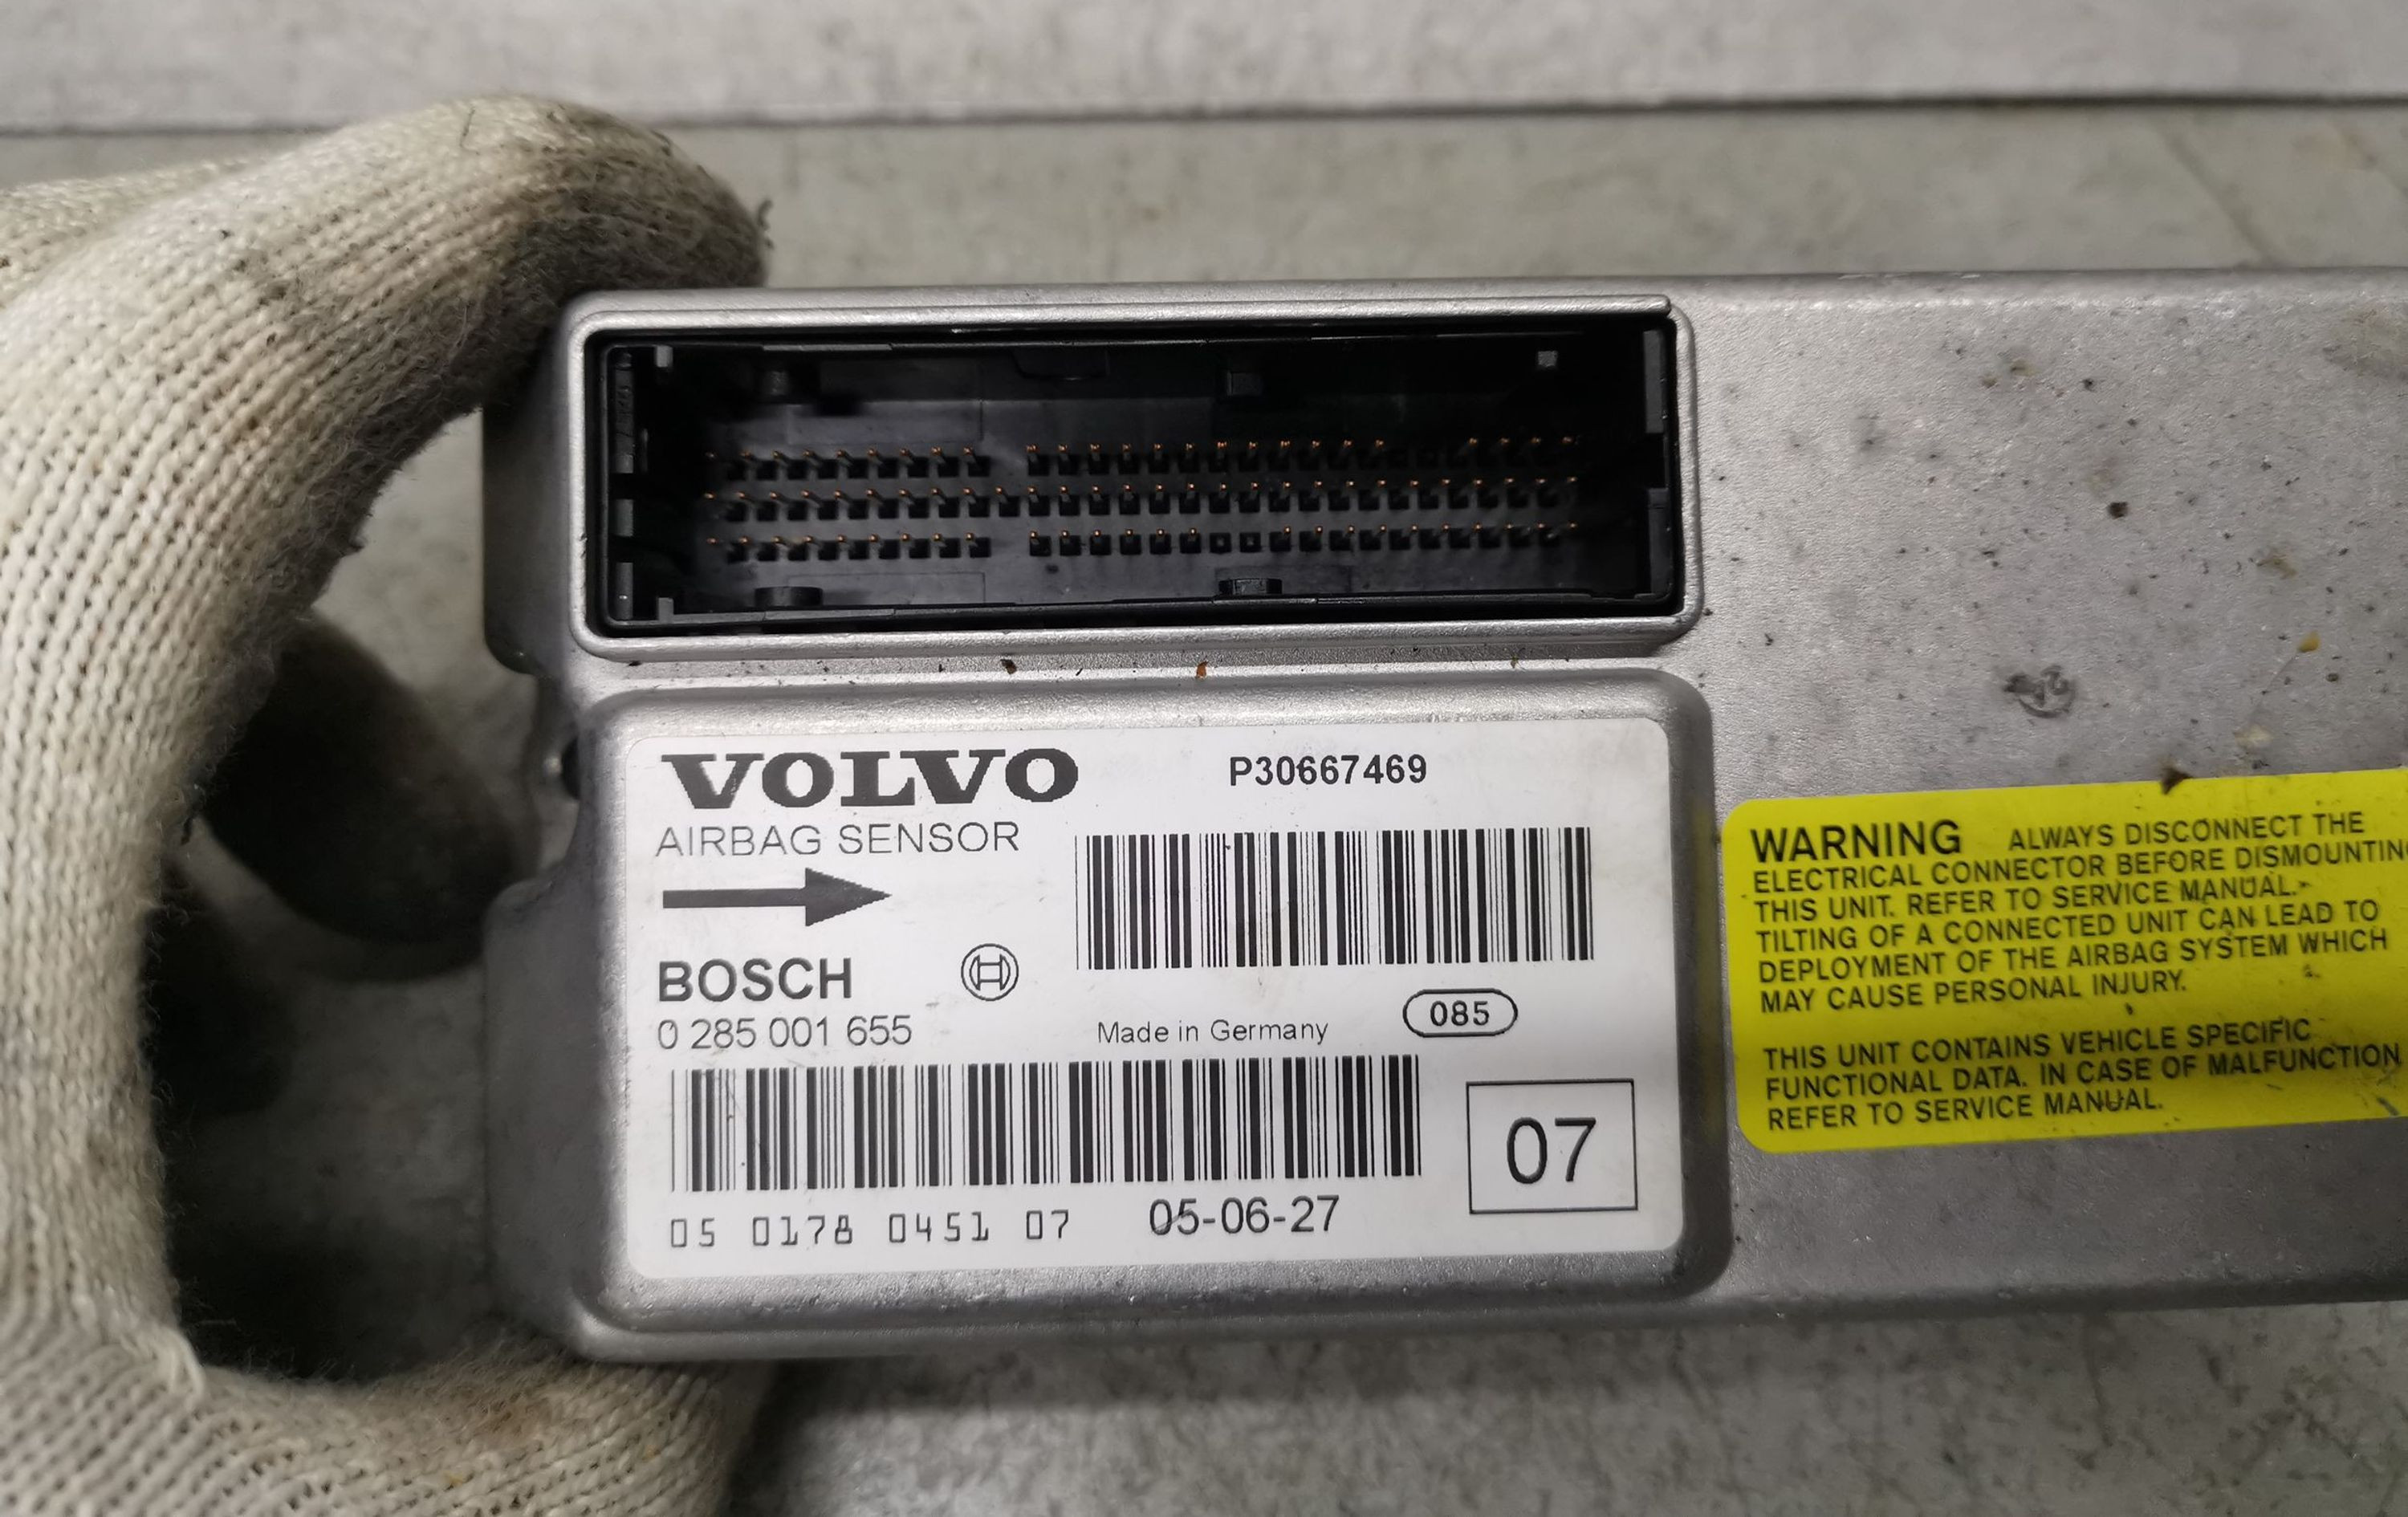 VOLVO
P30667469
AIRBAG SENSOR
BOSCH
0 285 001 655
Made in Germany
085
07
05 0178 0451 07
05-06-27
WARNING ALWAYS DISCONNECT THE
ELECTRICAL CONNECTOR BEFORE DISMOUNTING
THIS UNIT. REFER TO SERVICE MANUAL.
TILTING OF A CONNECTED UNIT CAN LEAD TO
DEPLOYMENT OF THE AIRBAG SYSTEM WHICH
MAY CAUSE PERSONAL INJURY.
THIS UNIT CONTAINS VEHICLE SPECIFIC
FUNCTIONAL DATA. IN CASE OF MALFUNCTION
REFER TO SERVICE MANUAL.